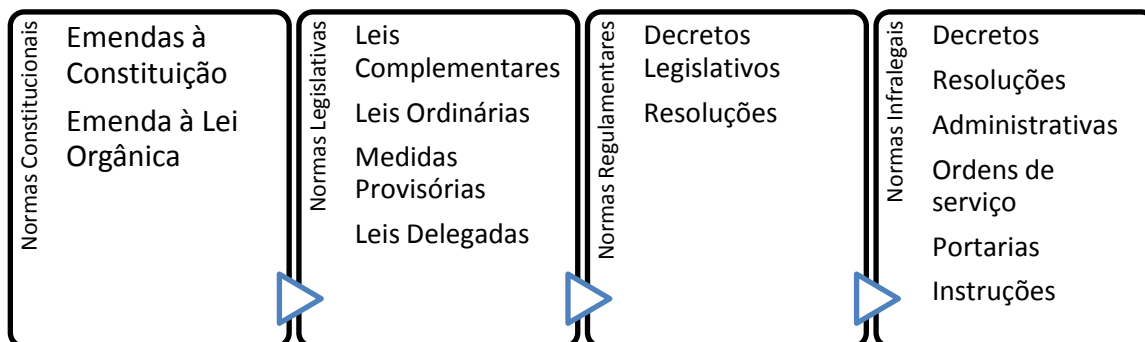 Normas Constitucionais
Emendas à
Constituição
Emenda à Lei
Orgânica
Normas Legislativas
Leis
Complementares
Leis Ordinárias
Medidas
Provisórias
Leis Delegadas
Normas Regulamentares
Decretos
Legislativos
Resoluções
Normas Infralegais
Decretos
Resoluções
Administrativas
Ordens de
serviço
Portarias
Instruções